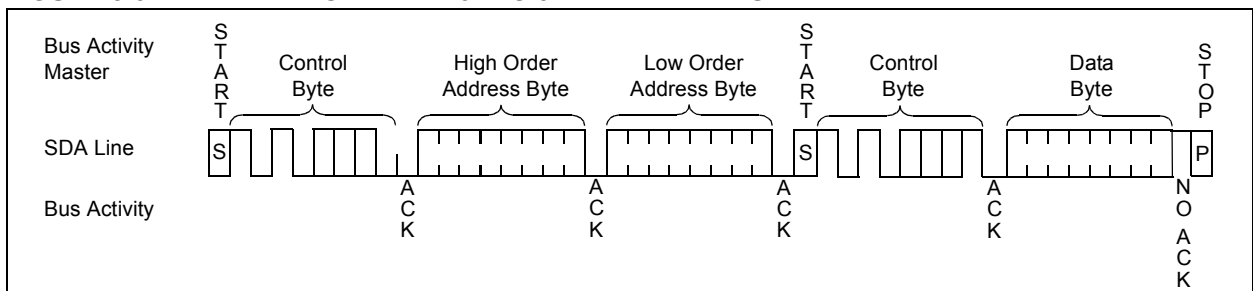 Bus Activity
Master
START
Control
Byte
High Order
Address Byte
Low Order
Address Byte
START
Control
Byte
Data
Byte
STOP
SDA Line
S
S
P
Bus Activity
ACK
ACK
ACK
ACK
NO ACK